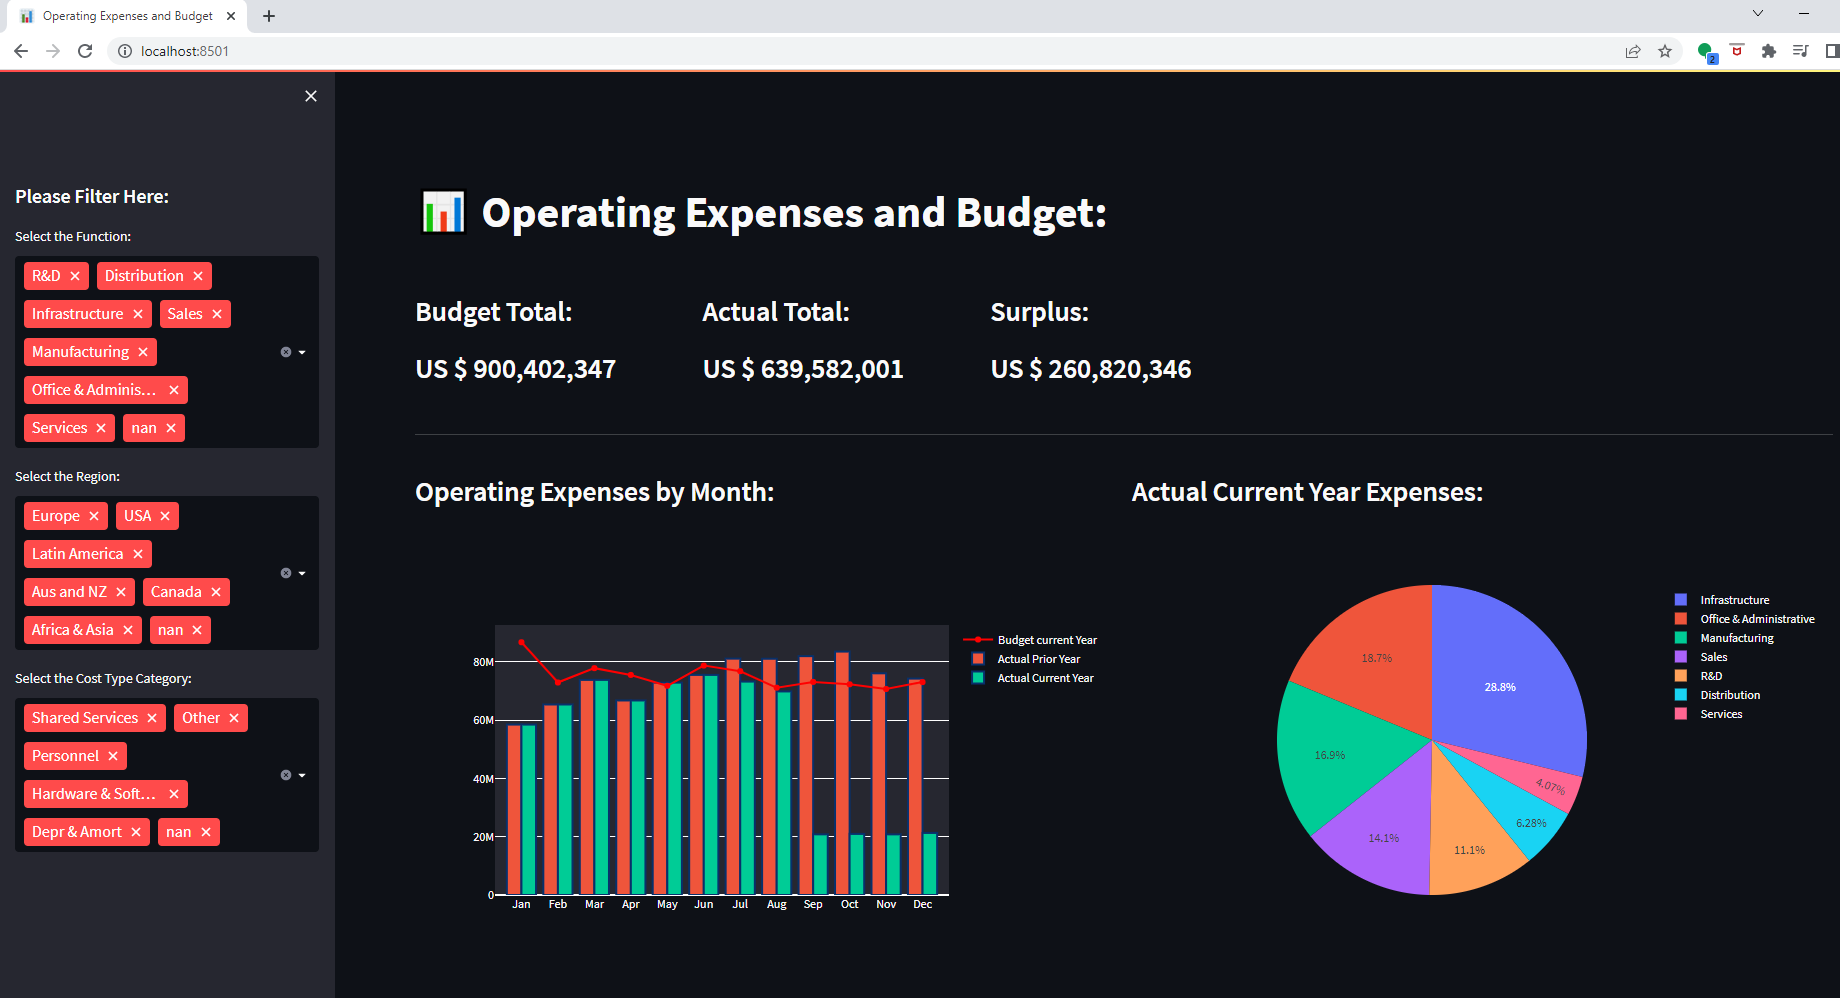 Operating Expenses and Budget
localhost:8501
2
Please Filter Here:
Select the Function:
R&D Distribution
Infrastructure Sales
Manufacturing
Office & Adminis...
Services nan
Select the Region:
Europe USA
Latin America
Aus and NZ Canada
Africa & Asia nan
Select the Cost Type Category:
Shared Services Other
Personnel
Hardware & Soft...
Depr & Amort nan
Operating Expenses and Budget:
Budget Total: Actual Total: Surplus:
US $ 900,402,347 US $ 639,582,001 US $ 260,820,346
Operating Expenses by Month:
80M
60M
40M
20M
0
Jan Feb Mar Apr May Jun Jul Aug Sep Oct Nov Dec
Budget current Year
Actual Prior Year
Actual Current Year
Actual Current Year Expenses:
18.7%
28.8%
16.9%
4.07%
6.28%
14.1%
11.1%
Infrastructure
Office & Administrative
Manufacturing
Sales
R&D
Distribution
Services